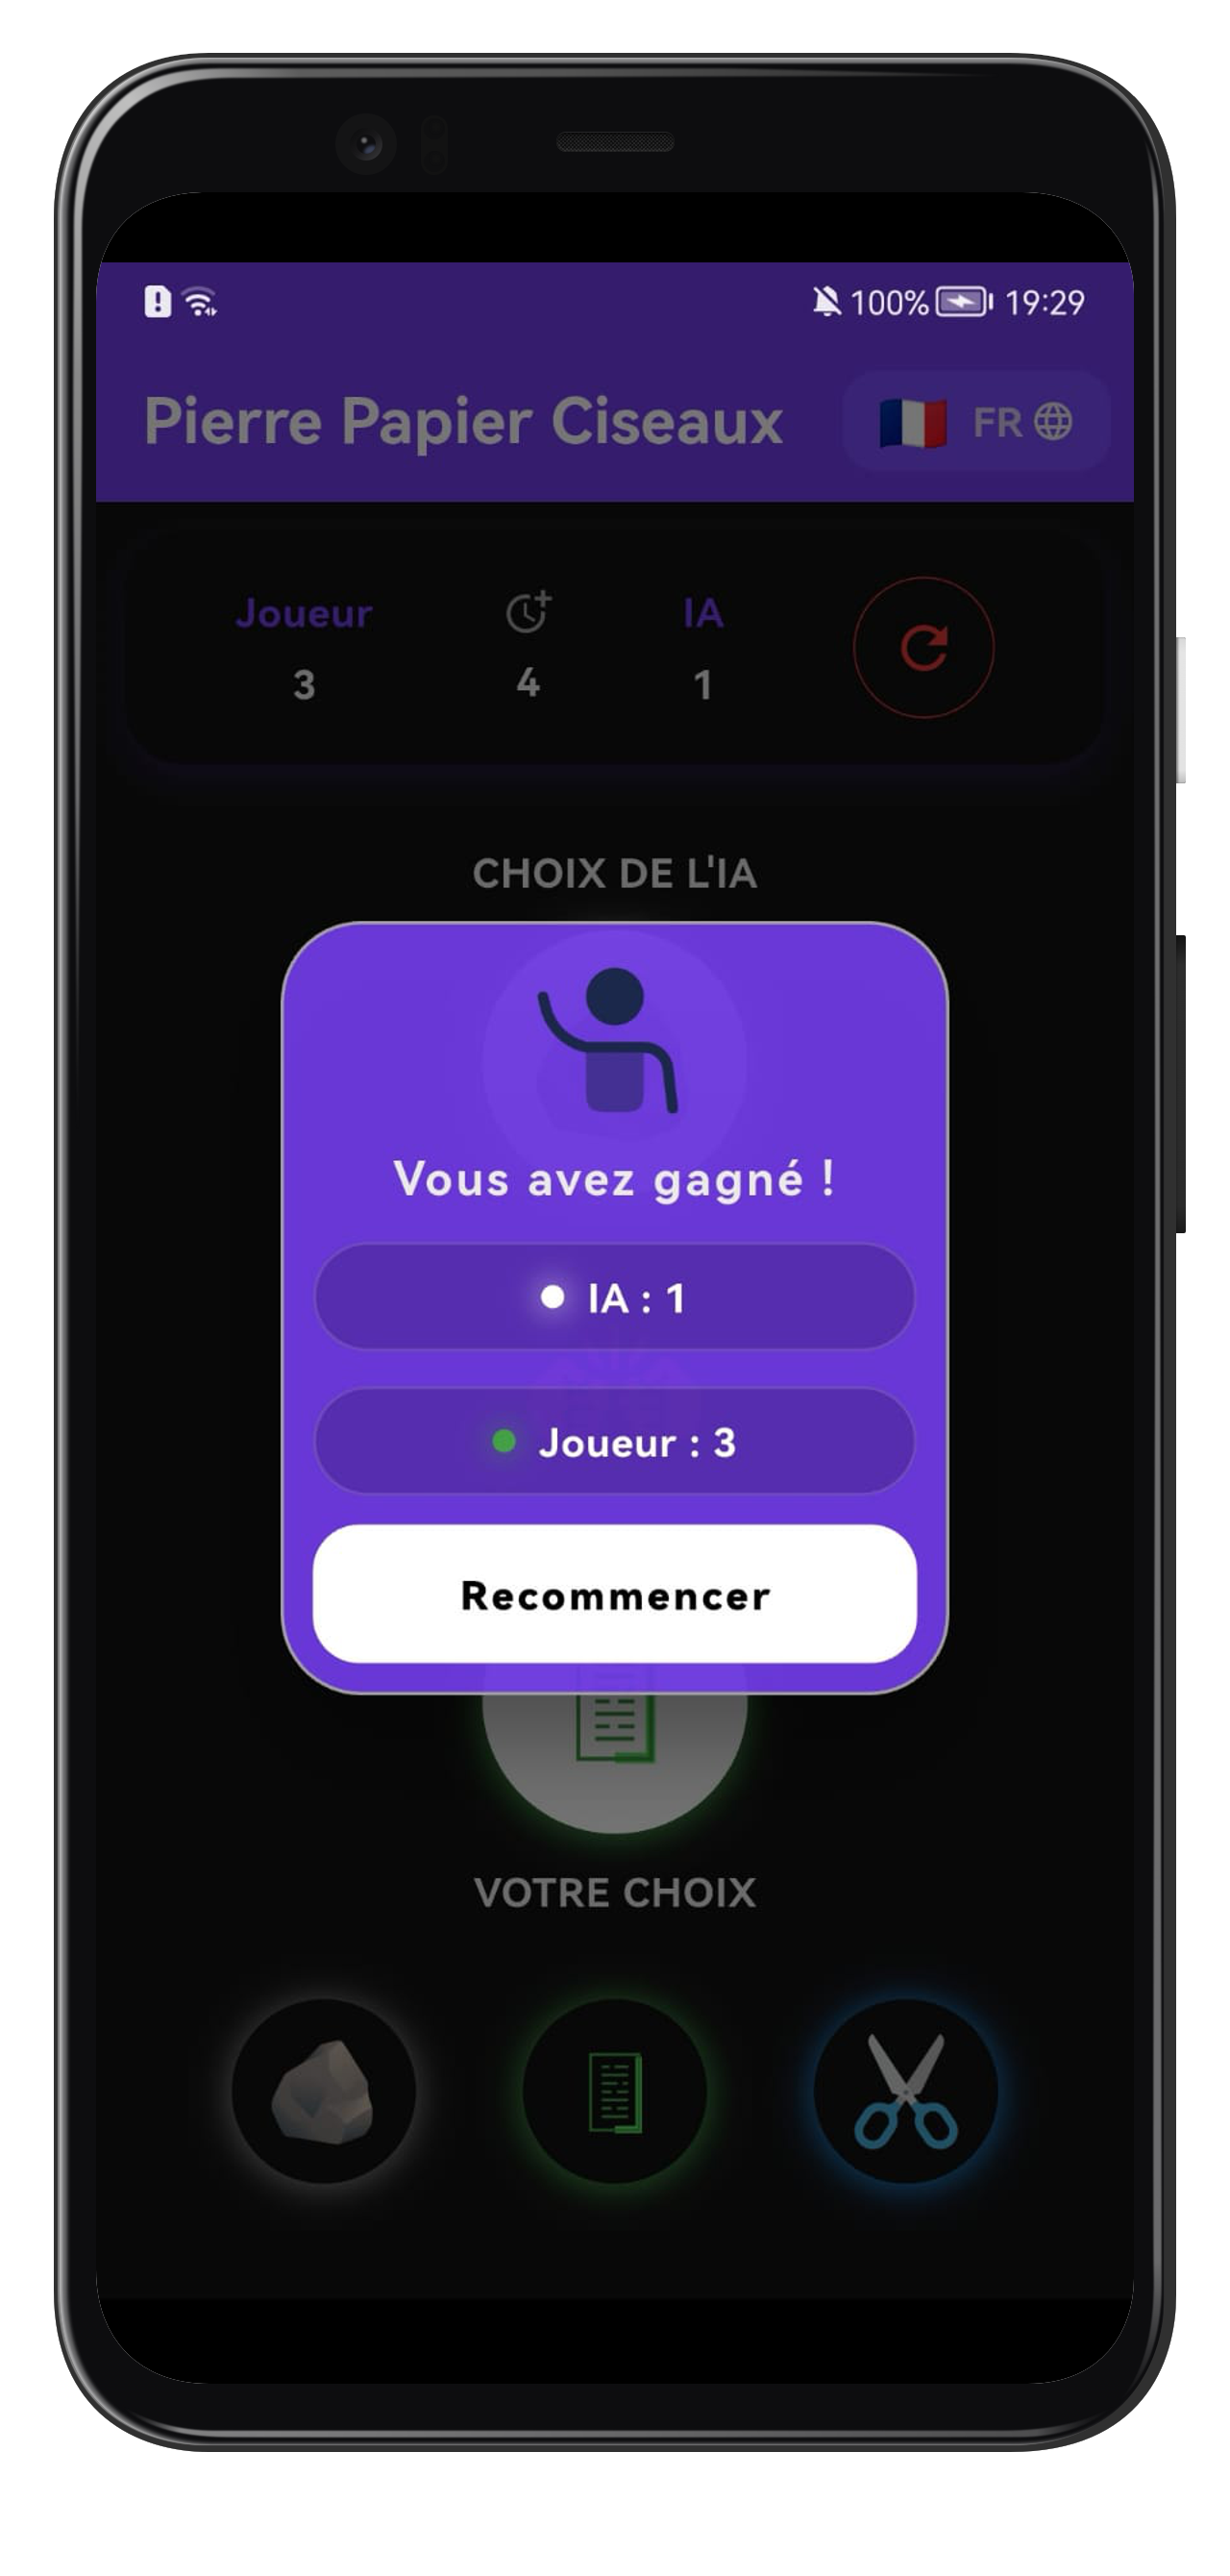 100% 19:29
Pierre Papier Ciseaux FR
Joueur IA
3 4 1
CHOIX DE L'IA
Vous avez gagné !
IA : 1
Joueur : 3
Recommencer
VOTRE CHOIX